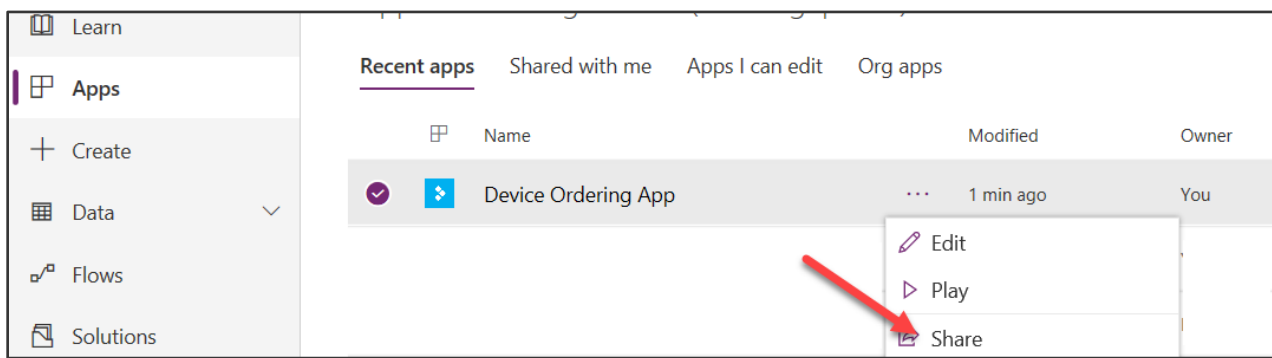 Learn
Apps
Create
Data
Flows
Solutions
Recent apps Shared with me Apps I can edit Org apps
Name Modified Owner
Device Ordering App ... 1 min ago You
Edit
Play
Share